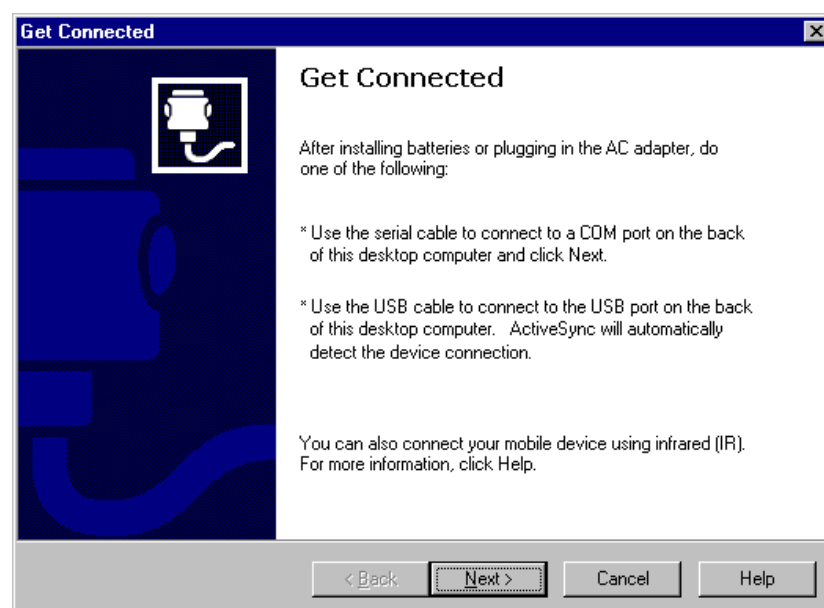 Get Connected
Get Connected
After installing batteries or plugging in the AC adapter, do
one of the following:
* Use the serial cable to connect to a COM port on the back
of this desktop computer and click Next.
* Use the USB cable to connect to the USB port on the back
of this desktop computer.   ActiveSync will automatically
detect the device connection.
You can also connect your mobile device using infrared (IR).
For more information, click Help.
< Back Next > Cancel Help